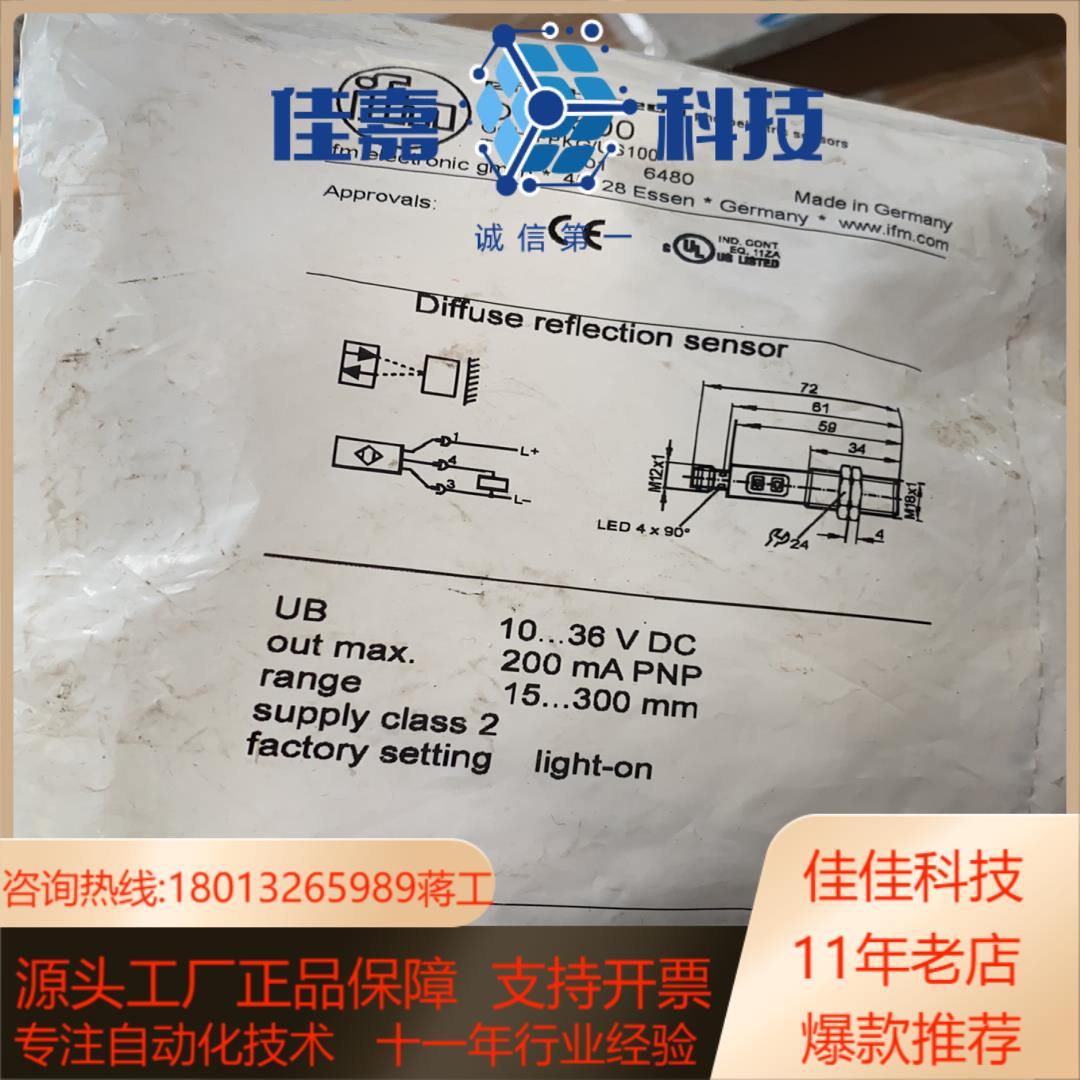 佳嘉科技
诚信第一
6480
ifm electronic
28 Essen * Germany * www.ifm.com
Made in Germany
Approvals:
CE
c UL US LISTED
IND. CONT.
EQ. 11ZA
Diffuse reflection sensor
1
4
3
L+
L-
72
61
59
34
M12x1
M18x1
LED 4 x 90°
24
4
UB 10...36 V DC
out max. 200 mA PNP
range 15...300 mm
supply class 2
factory setting light-on
咨询热线:18013265989蒋工
源头工厂正品保障 支持开票
专注自动化技术 十一年行业经验
佳佳科技
11年老店
爆款推荐